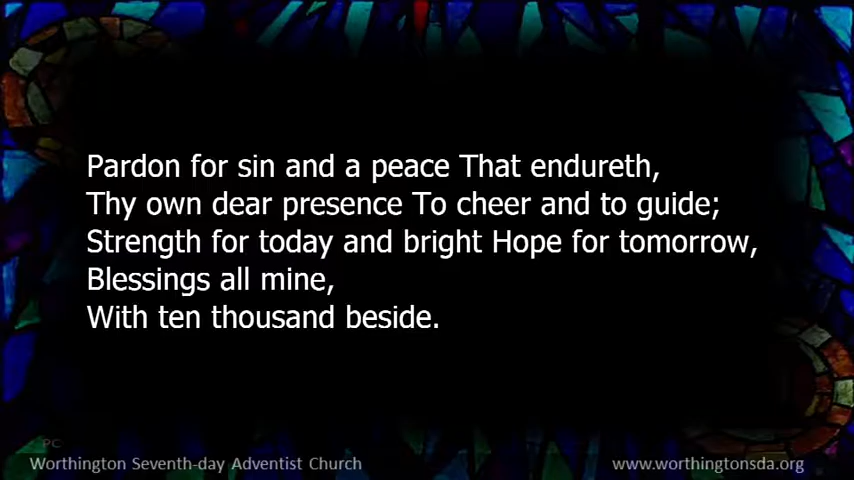 Pardon for sin and a peace That endureth,
Thy own dear presence To cheer and to guide;
Strength for today and bright Hope for tomorrow,
Blessings all mine,
With ten thousand beside.
PC
Worthington Seventh-day Adventist Church
www.worthingtonsda.org